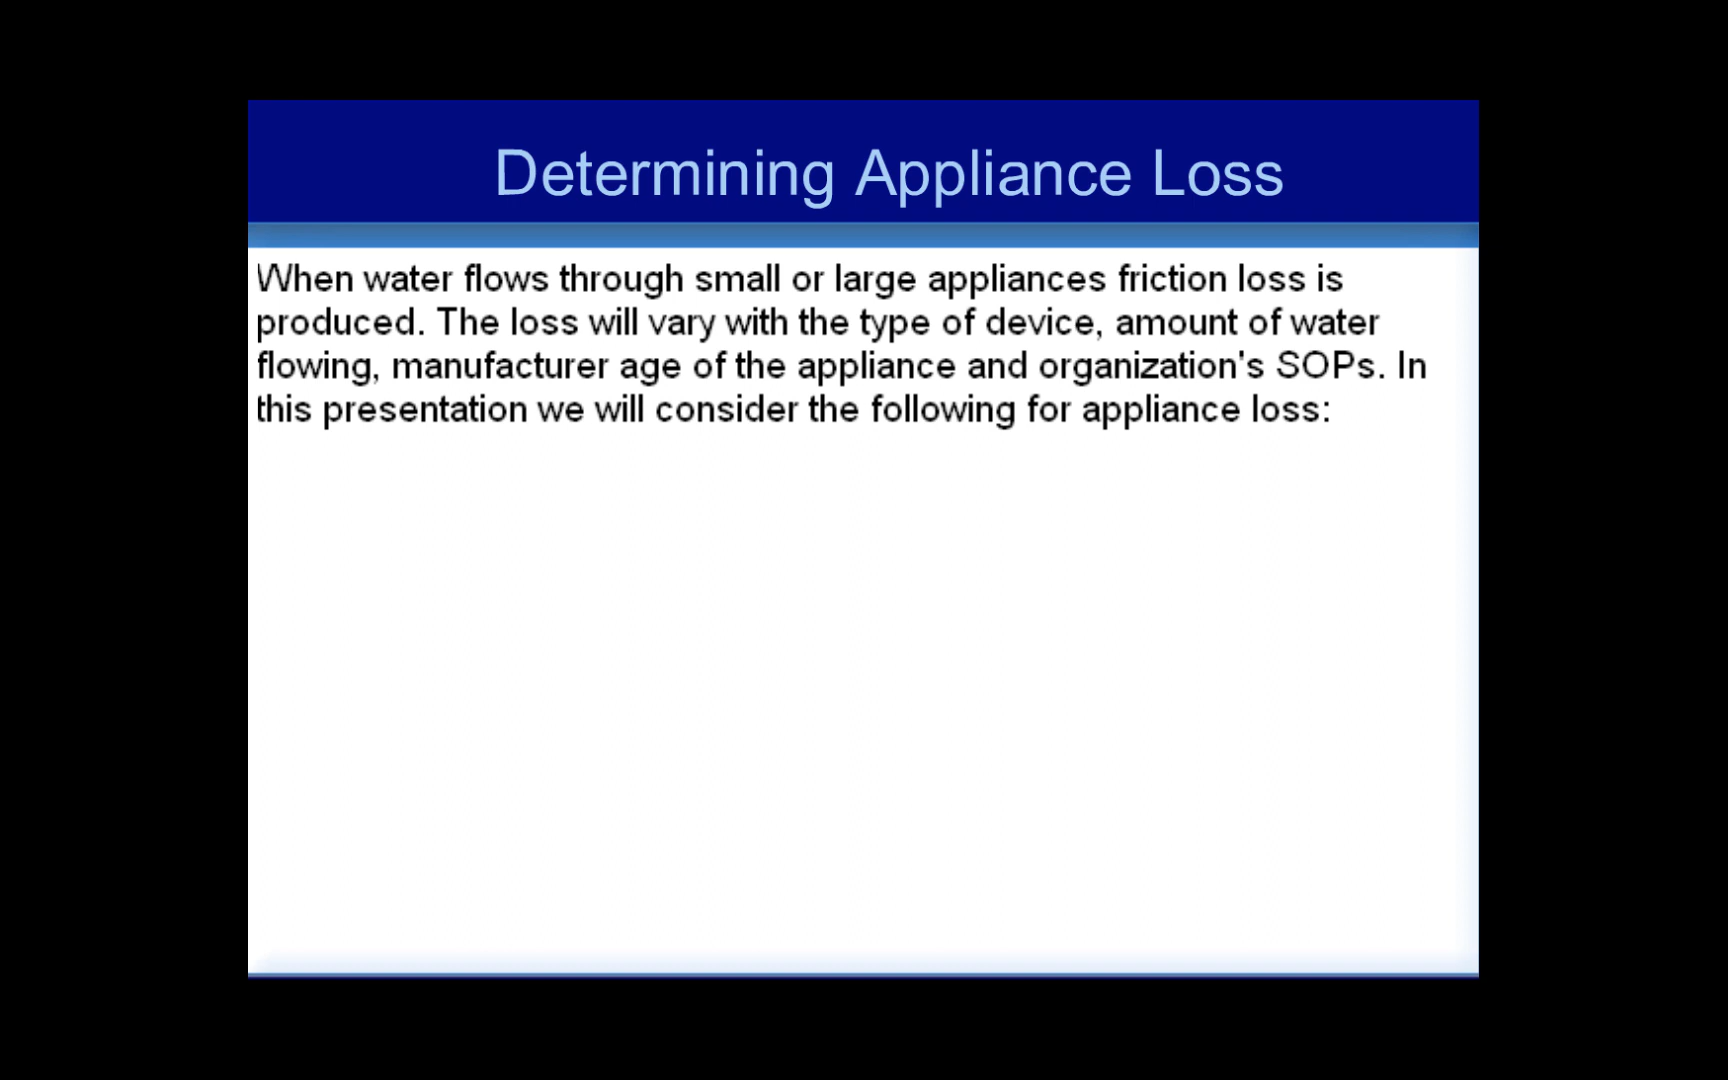 Determining Appliance Loss
When water flows through small or large appliances friction loss is
produced. The loss will vary with the type of device, amount of water
flowing, manufacturer age of the appliance and organization's SOPs. In
this presentation we will consider the following for appliance loss: